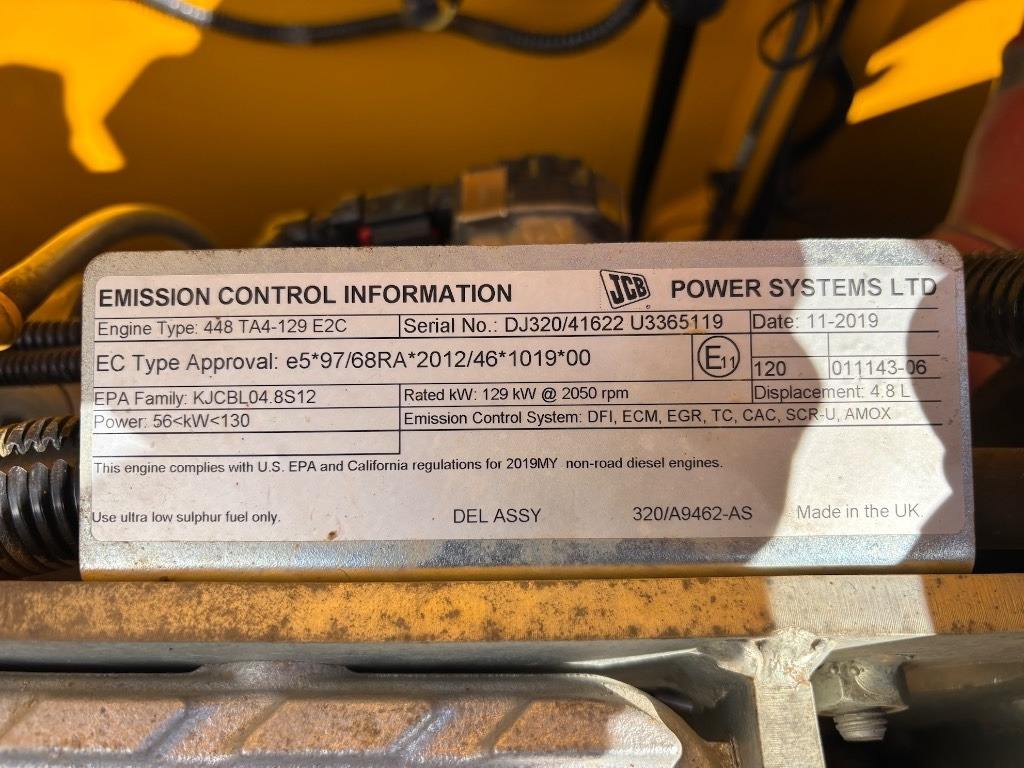 EMISSION CONTROL INFORMATION JCB POWER SYSTEMS LTD
Engine Type: 448 TA4-129 E2C Serial No.: DJ320/41622 U3365119 Date: 11-2019
EC Type Approval: e5*97/68RA*2012/46*1019*00 E11 120 011143-06
EPA Family: KJCBL04.8S12 Rated kW: 129 kW @ 2050 rpm Displacement: 4.8 L
Power: 56<kW<130 Emission Control System: DFI, ECM, EGR, TC, CAC, SCR-U, AMOX
This engine complies with U.S. EPA and California regulations for 2019MY non-road diesel engines.
Use ultra low sulphur fuel only. DEL ASSY 320/A9462-AS Made in the UK.